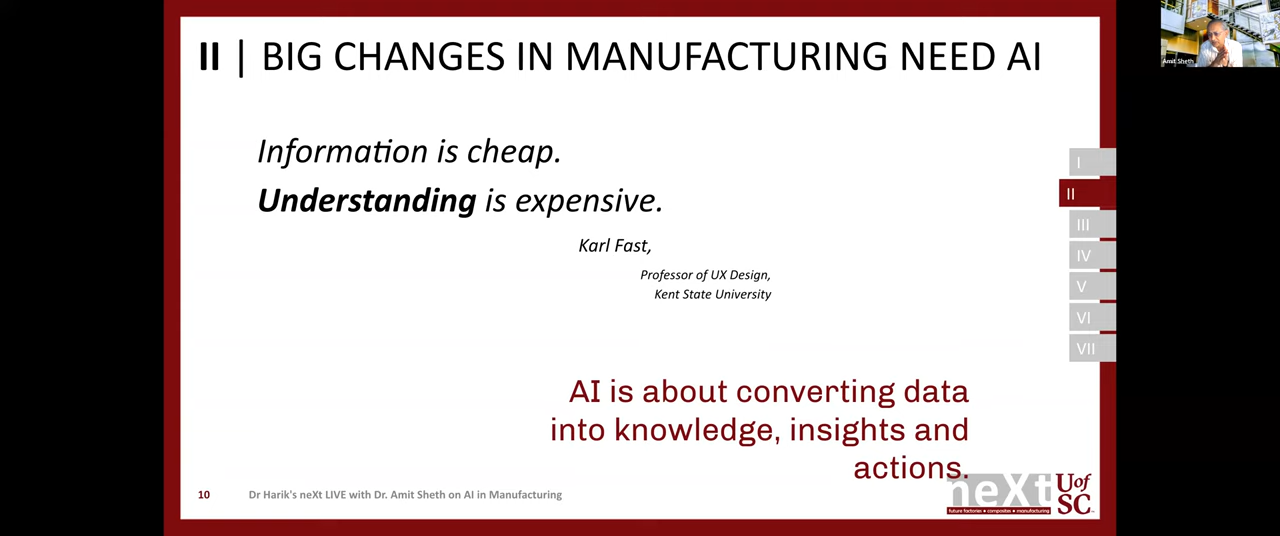 II | BIG CHANGES IN MANUFACTURING NEED AI
Amit Sheth
Information is cheap.
Understanding is expensive.
Karl Fast,
Professor of UX Design,
Kent State University
I
II
III
IV
V
VI
VII
AI is about converting data
into knowledge, insights and
actions.
10 Dr Harik's neXt LIVE with Dr. Amit Sheth on AI in Manufacturing
neXt
future factories • composites • manufacturing
UofSC